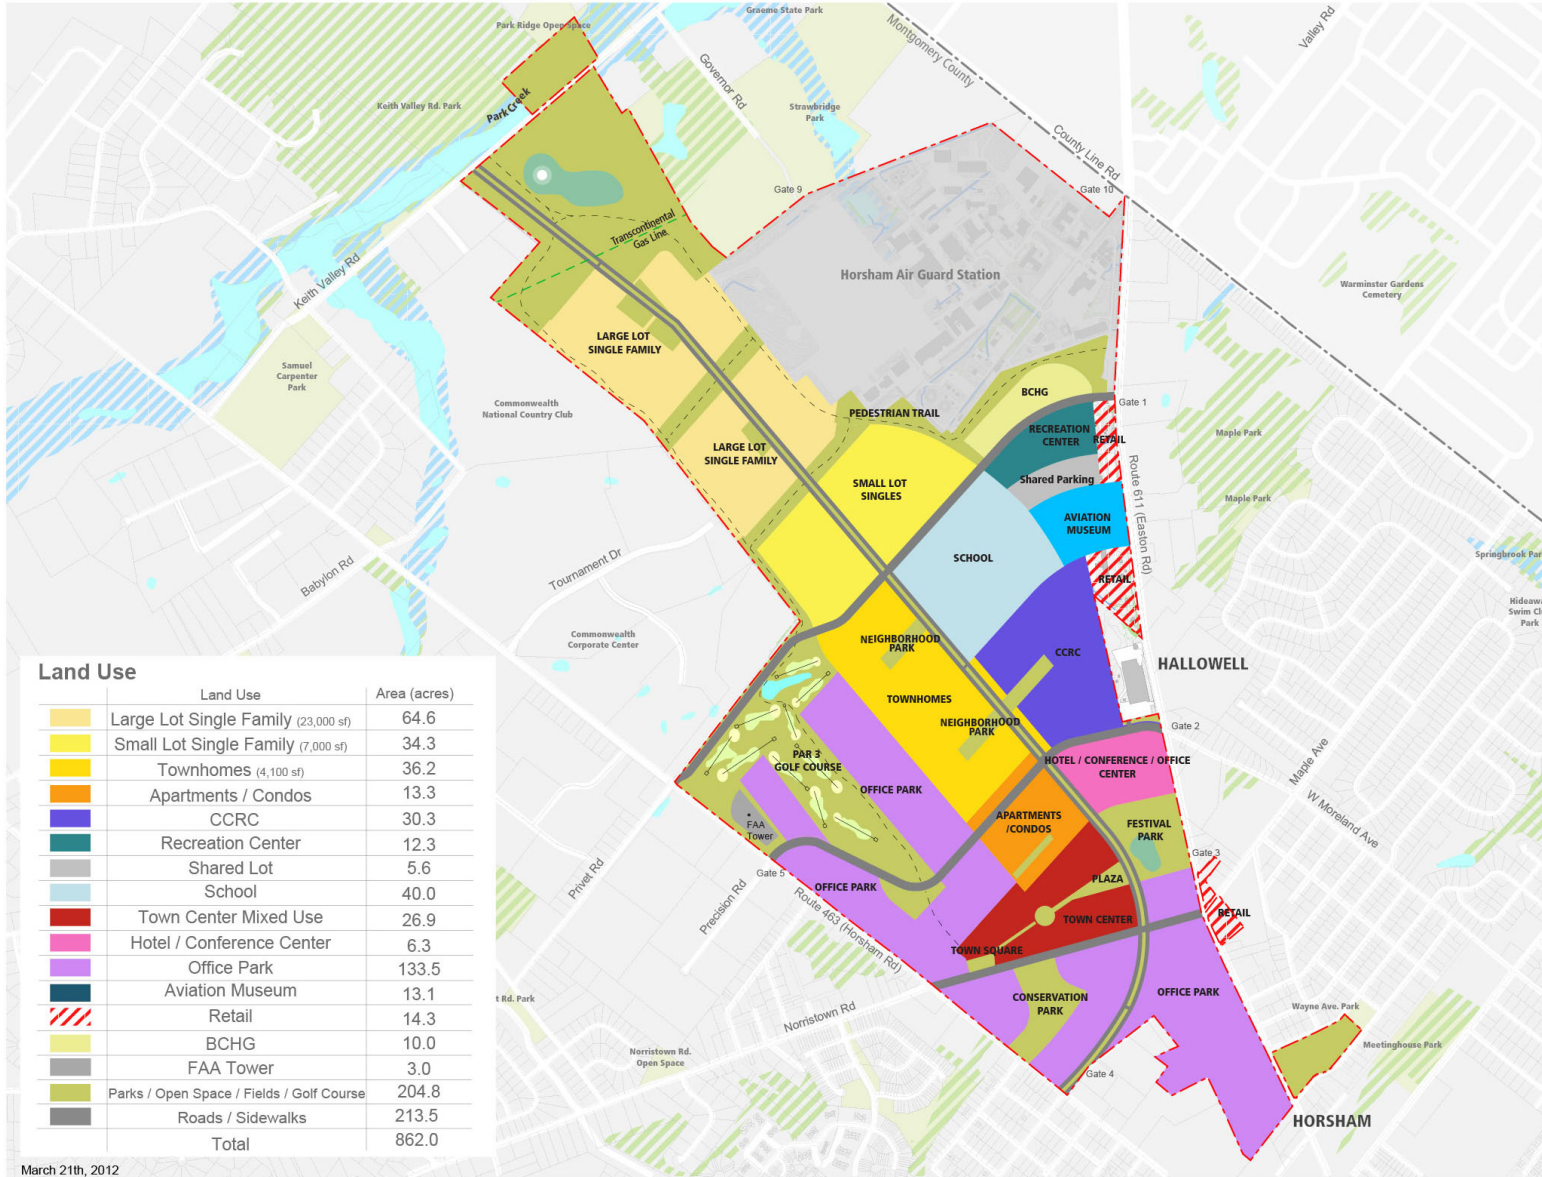 Graeme State Park
Park Ridge Open Space
Montgomery County
Valley Rd
Governor Rd
Keith Valley Rd. Park
Park Creek
Strawbridge
Park
County Line Rd
Gate 9
Gate 10
Transcontinental
Gas Line
Keith Valley Rd
Horsham Air Guard Station
Warminster Gardens
Cemetery
LARGE LOT
SINGLE FAMILY
Samuel
Carpenter
Park
Commonwealth
National Country Club
BCHG
Gate 1
PEDESTRIAN TRAIL
RECREATION
CENTER
RETAIL
Maple Park
LARGE LOT
SINGLE FAMILY
SMALL LOT
SINGLES
Shared Parking
Route 611 (Easton Rd)
Maple Park
AVIATION
MUSEUM
SCHOOL
Springbrook Par
Tournament Dr
Babylon Rd
RETAIL
Hideaw
Swim Cl
Park
Commonwealth
Corporate Center
NEIGHBORHOOD
PARK
CCRC
HALLOWELL
TOWNHOMES
NEIGHBORHOOD
PARK
Gate 2
Maple Ave
W Moreland Ave
PAR 3
GOLF COURSE
HOTEL / CONFERENCE / OFFICE
CENTER
OFFICE PARK
APARTMENTS
/CONDOS
FESTIVAL
PARK
FAA
Tower
Gate 3
Gate 5
Privet Rd
Precision Rd
OFFICE PARK
PLAZA
Route 463 (Horsham Rd)
TOWN CENTER
RETAIL
TOWN SQUARE
CONSERVATION
PARK
OFFICE PARK
t Rd. Park
Norristown Rd
Wayne Ave. Park
Meetinghouse Park
Norristown Rd.
Open Space
Gate 4
HORSHAM
Land Use
Land Use Area (acres)
Large Lot Single Family (23,000 sf) 64.6
Small Lot Single Family (7,000 sf) 34.3
Townhomes (4,100 sf) 36.2
Apartments / Condos 13.3
CCRC 30.3
Recreation Center 12.3
Shared Lot 5.6
School 40.0
Town Center Mixed Use 26.9
Hotel / Conference Center 6.3
Office Park 133.5
Aviation Museum 13.1
Retail 14.3
BCHG 10.0
FAA Tower 3.0
Parks / Open Space / Fields / Golf Course 204.8
Roads / Sidewalks 213.5
Total 862.0
March 21th, 2012